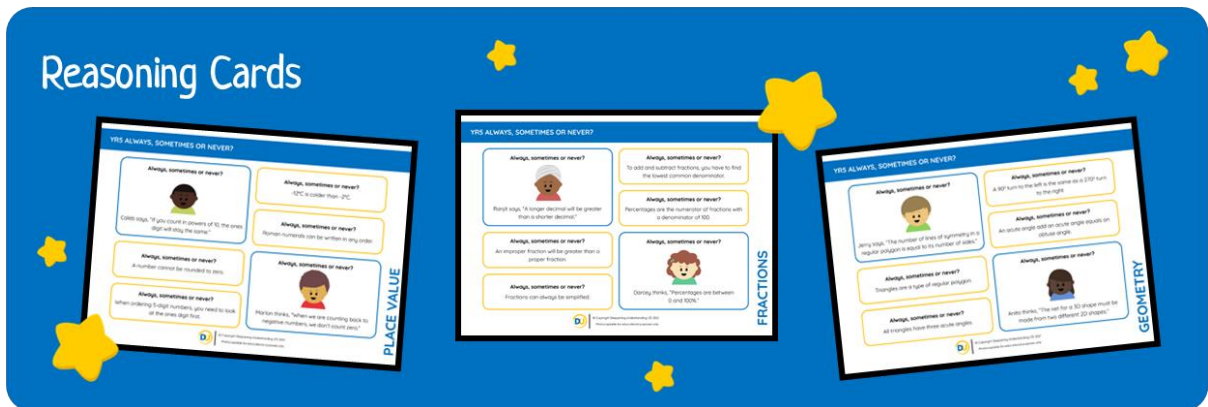 Reasoning Cards
YR5 ALWAYS, SOMETIMES OR NEVER?
Always, sometimes or never?
Caleb says, "If you count in powers of 10, the ones
digit will stay the same."
Always, sometimes or never?
-12°C is colder than -2°C.
Always, sometimes or never?
Roman numerals can be written in any order.
Always, sometimes or never?
A number cannot be rounded to zero.
Always, sometimes or never?
When ordering 5-digit numbers, you need to look
at the ones digit first.
Always, sometimes or never?
Marlon thinks, "when we are counting back to
negative numbers, we don't count zero."
PLACE VALUE
YR5 ALWAYS, SOMETIMES OR NEVER?
Always, sometimes or never?
Ranjit says, "A longer decimal will be greater
than a shorter decimal."
Always, sometimes or never?
To add and subtract fractions, you have to find
the lowest common denominator.
Always, sometimes or never?
Percentages are the numerator of fractions with
a denominator of 100.
Always, sometimes or never?
An improper fraction will be greater than a
proper fraction.
Always, sometimes or never?
Fractions can always be simplified.
Always, sometimes or never?
thinks, "Percentages are between
0 and 100%."
FRACTIONS
YR5 ALWAYS, SOMETIMES OR NEVER?
Always, sometimes or never?
Jerry says, "The number of lines of symmetry in a
regular polygon is equal to its number of sides."
Always, sometimes or never?
A 90° turn to the left is the same as a 270° turn
to the right.
Always, sometimes or never?
An acute angle add an acute angle equals an
obtuse angle.
Always, sometimes or never?
Triangles are a type of regular polygon.
Always, sometimes or never?
All triangles have three acute angles.
Always, sometimes or never?
Anita thinks, "The net for a 3D shape must be
made from two different 2D shapes."
GEOMETRY